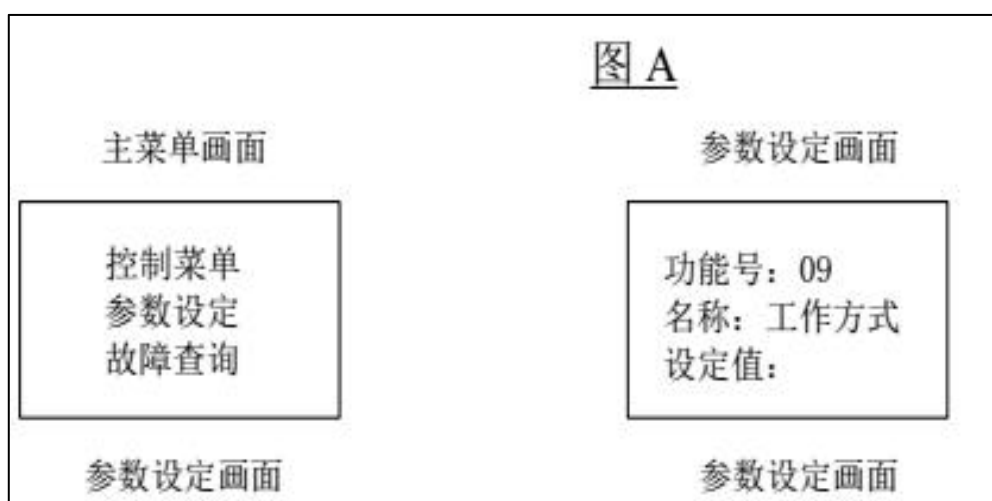 图 A
主菜单画面
参数设定画面
控制菜单
参数设定
故障查询
功能号：09
名称：工作方式
设定值：
参数设定画面
参数设定画面